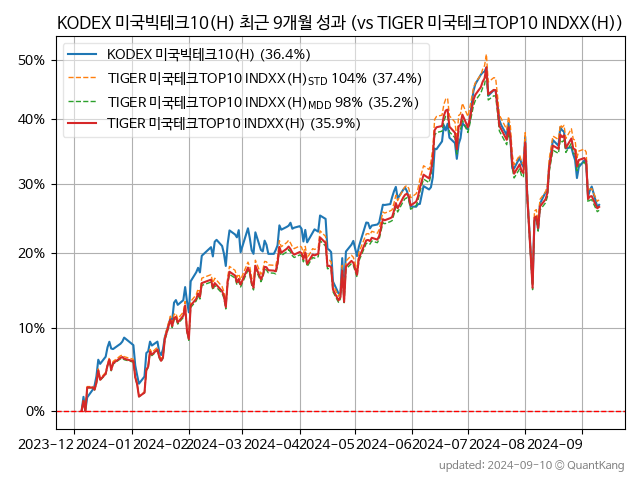 KODEX 미국빅테크10(H) 최근 9개월 성과 (vs TIGER 미국테크TOP10 INDXX(H))
KODEX 미국빅테크10(H) (36.4%)
TIGER 미국테크TOP10 INDXX(H)STD 104% (37.4%)
TIGER 미국테크TOP10 INDXX(H)MDD 98% (35.2%)
TIGER 미국테크TOP10 INDXX(H) (35.9%)
50%
40%
30%
20%
10%
0%
2023-12 2024-01 2024-02 2024-03 2024-04 2024-05 2024-06 2024-07 2024-08 2024-09
updated: 2024-09-10 © QuantKang